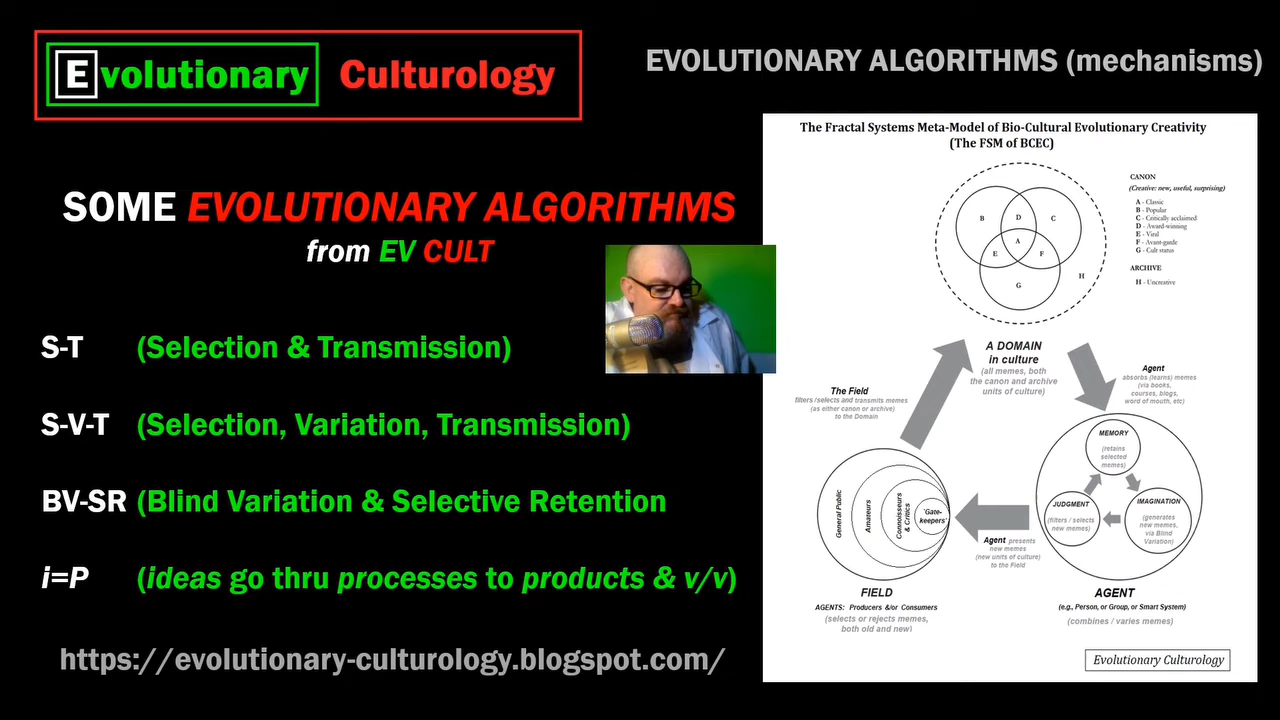 Evolutionary Culturology
EVOLUTIONARY ALGORITHMS (mechanisms)
SOME EVOLUTIONARY ALGORITHMS
from EV CULT
S-T (Selection & Transmission)
S-V-T (Selection, Variation, Transmission)
BV-SR (Blind Variation & Selective Retention
i=P (ideas go thru processes to products & v/v)
https://evolutionary-culturology.blogspot.com/
The Fractal Systems Meta-Model of Bio-Cultural Evolutionary Creativity
(The FSM of BCEC)
B
D
C
A
E
F
G
H
CANON
(Creative: new, useful, surprising)
A - Classic
B - Popular
C - Critically acclaimed
D - Award-winning
E - Viral
F - Avant-garde
G - Cult status
ARCHIVE
H - Uncreative
A DOMAIN
in culture
(all memes, both
the canon and archive
units of culture)
Agent
absorbs (learns) memes
(via books,
courses, blogs,
word of mouth, etc)
The Field
filters /selects and transmits memes
(as either canon or archive)
to the Domain
MEMORY
(retains
selected
memes)
JUDGMENT
(filters / selects
new memes)
IMAGINATION
(generates
new memes,
via Blind
Variation)
General Public
Amateurs
Connoisseurs
& Critics
'Gate-
keepers'
Agent presents
new memes
(new units of culture)
to the Field
FIELD
AGENTS: Producers &/or Consumers
(selects or rejects memes,
both old and new)
AGENT
(e.g., Person, or Group, or Smart System)
(combines / varies memes)
Evolutionary Culturology